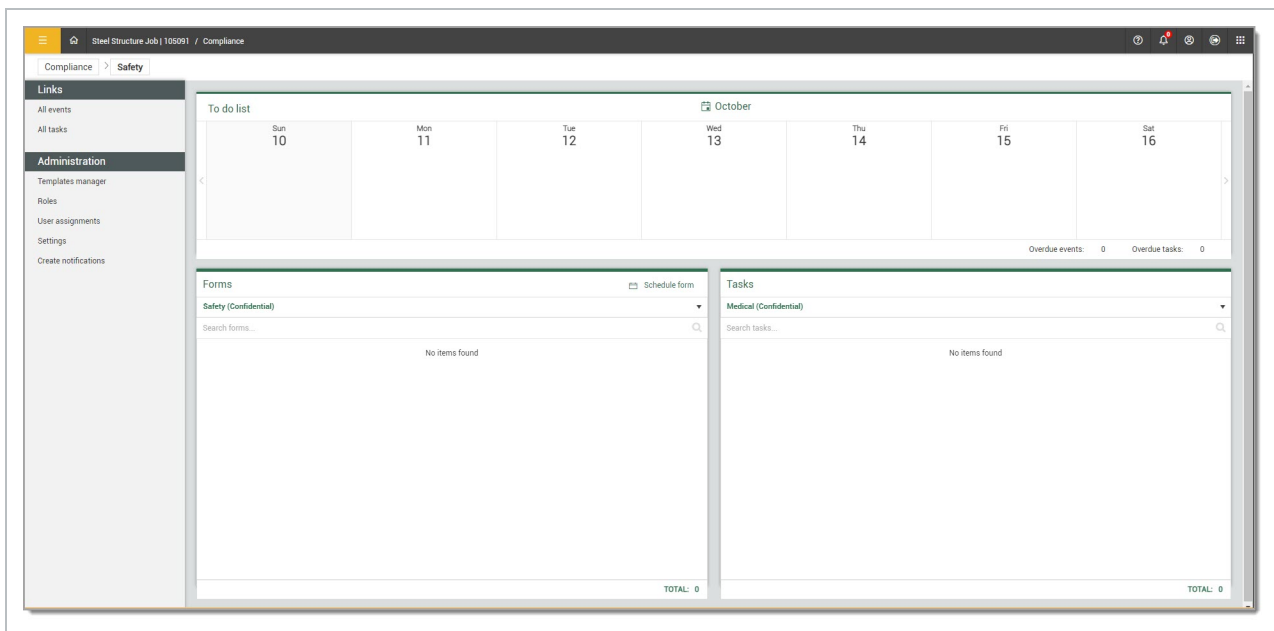 Steel Structure Job | 105091 / Compliance
0
Compliance > Safety
Links
All events
All tasks
Administration
Templates manager
Roles
User assignments
Settings
Create notifications
To do list
October
Sun Mon Tue Wed Thu Fri Sat
10 11 12 13 14 15 16
Overdue events: 0 Overdue tasks: 0
Forms
Schedule form
Safety (Confidential)
Search forms...
No items found
TOTAL: 0
Tasks
Medical (Confidential)
Search tasks...
No items found
TOTAL: 0